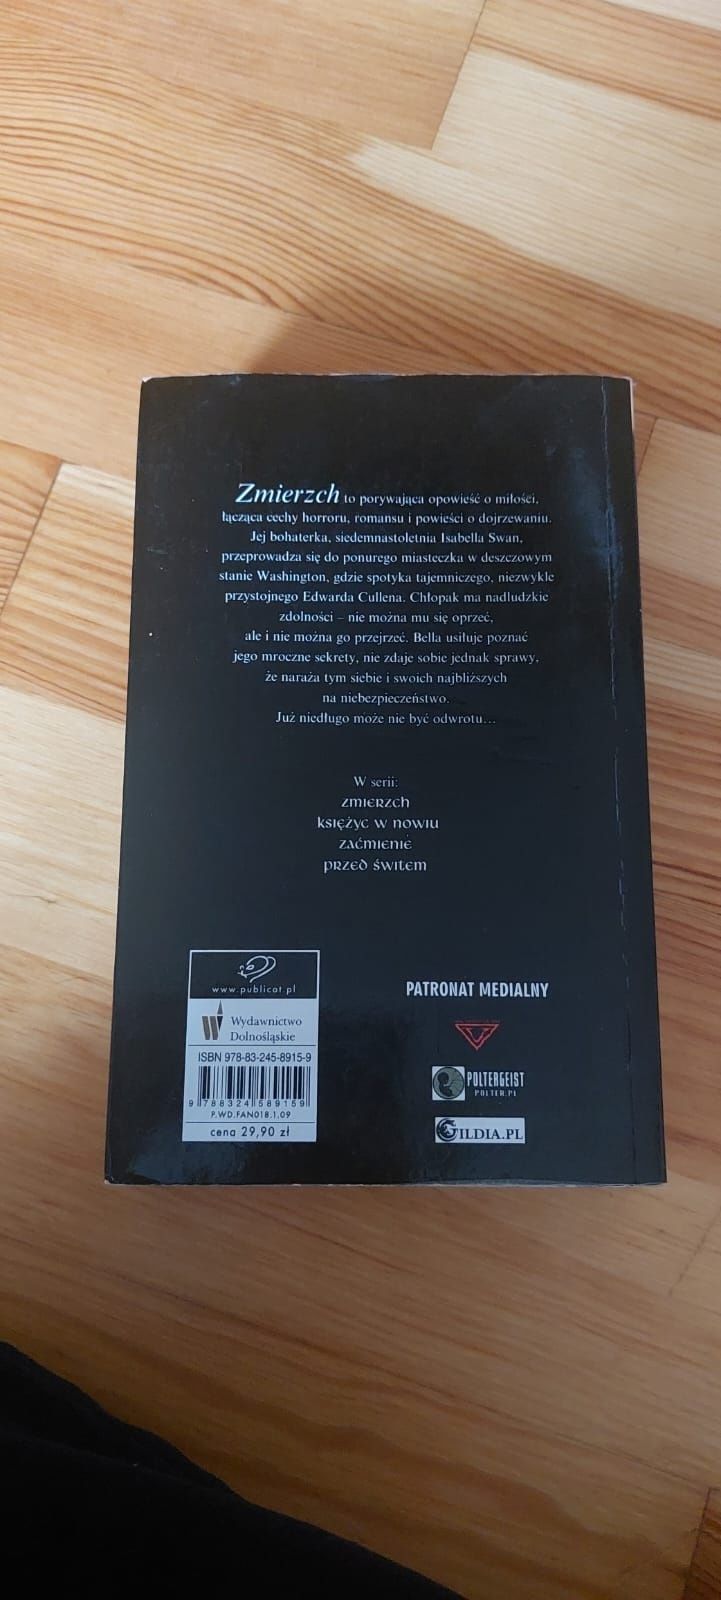 Zmierzch to porywająca opowieść o miłości,
łącząca cechy horroru, romansu i powieści o dojrzewaniu.
Jej bohaterka, siedemnastoletnia Isabella Swan,
przeprowadza się do ponurego miasteczka w deszczowym
stanie Washington, gdzie spotyka tajemniczego, niezwykle
przystojnego Edwarda Cullena. Chłopak ma nadludzkie
zdolności – nie można mu się oprzeć,
ale i nie można go przejrzeć. Bella usiłuje poznać
jego mroczne sekrety, nie zdaje sobie jednak sprawy,
że naraża tym siebie i swoich najbliższych
na niebezpieczeństwo.
Już niedługo może nie być odwrotu...
W serii:
zmierzch
księżyc w nowiu
zaćmienie
przed świtem
www.publicat.pl
Wydawnictwo
Dolnośląskie
ISBN 978-83-245-8915-9
9 788324 589159
P.WD.FAN018.1.09
cena 29,90 zł
PATRONAT MEDIALNY
POLTERGEIST
POLTER.PL
GILDIA.PL